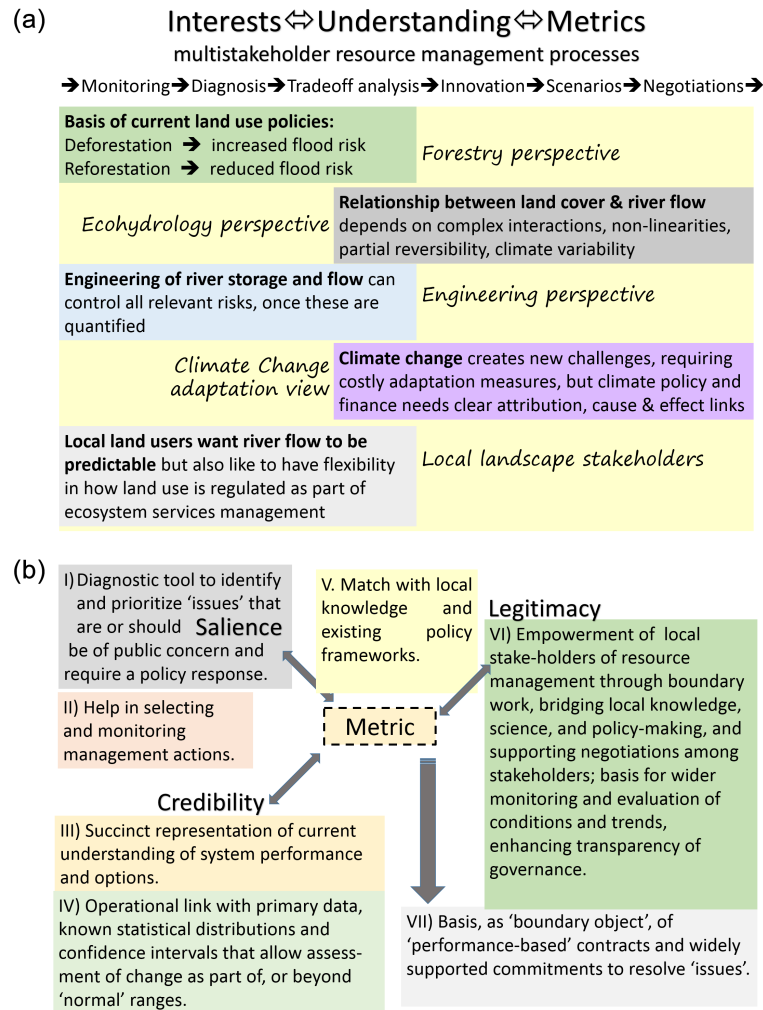 (a)
Interests⬄Understanding⬄Metrics
multistakeholder resource management processes
➔Monitoring➔Diagnosis➔Tradeoff analysis➔Innovation➔Scenarios➔Negotiations➔
Basis of current land use policies:
Deforestation ➔ increased flood risk
Reforestation ➔ reduced flood risk
Forestry perspective
Ecohydrology perspective
Relationship between land cover & river flow
depends on complex interactions, non-linearities,
partial reversibility, climate variability
Engineering of river storage and flow can
control all relevant risks, once these are
quantified
Engineering perspective
Climate Change
adaptation view
Climate change creates new challenges, requiring
costly adaptation measures, but climate policy and
finance needs clear attribution, cause & effect links
Local land users want river flow to be
predictable but also like to have flexibility
in how land use is regulated as part of
ecosystem services management
Local landscape stakeholders
(b)
I) Diagnostic tool to identify
and prioritize ‘issues’ that
are or should
be of public concern and
require a policy response.
Salience
II) Help in selecting
and monitoring
management actions.
V. Match with local
knowledge and
existing policy
frameworks.
Metric
Legitimacy
VI) Empowerment of local
stake-holders of resource
management through boundary
work, bridging local knowledge,
science, and policy-making, and
supporting negotiations among
stakeholders; basis for wider
monitoring and evaluation of
conditions and trends,
enhancing transparency of
governance.
Credibility
III) Succinct representation of current
understanding of system performance
and options.
IV) Operational link with primary data,
known statistical distributions and
confidence intervals that allow assess-
ment of change as part of, or beyond
‘normal’ ranges.
VII) Basis, as ‘boundary object’, of
‘performance-based’ contracts and widely
supported commitments to resolve ‘issues’.